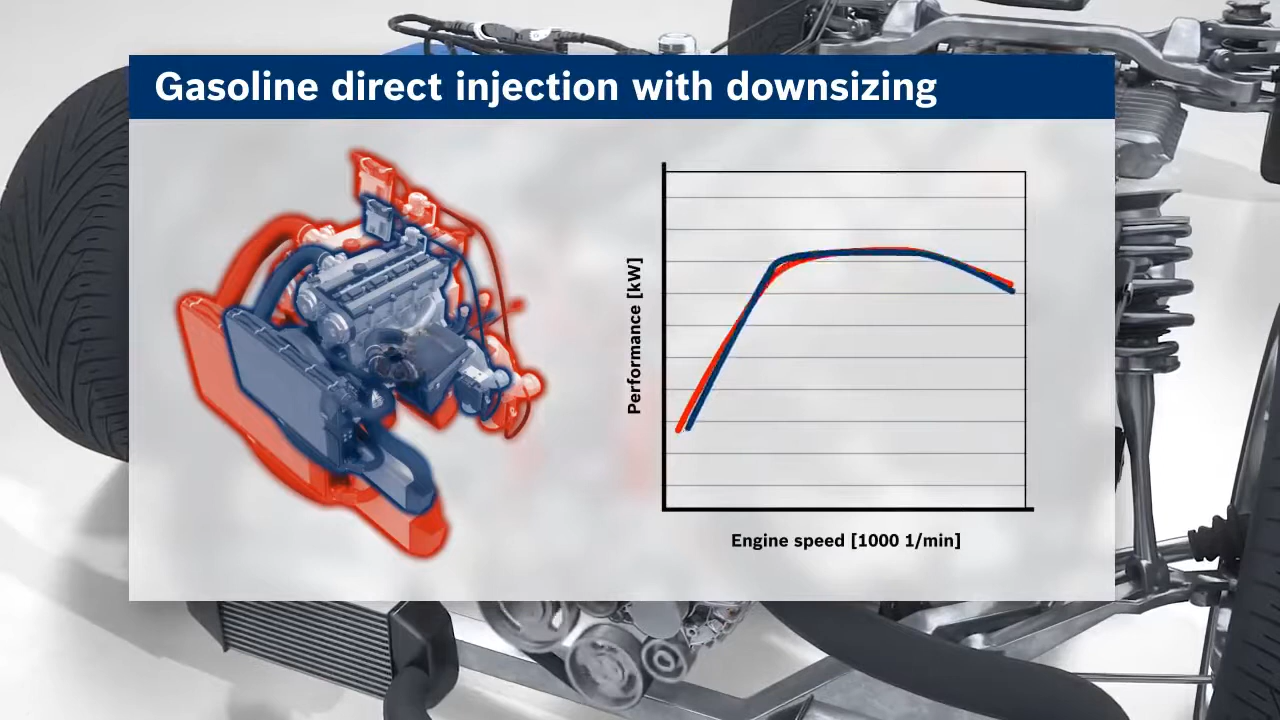 Gasoline direct injection with downsizing
Performance [kW]
Engine speed [1000 1/min]